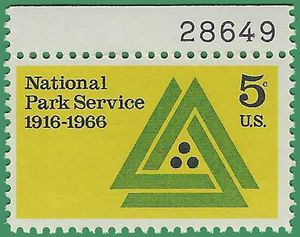 28649
National
Park Service
1916-1966
5c
U.S.